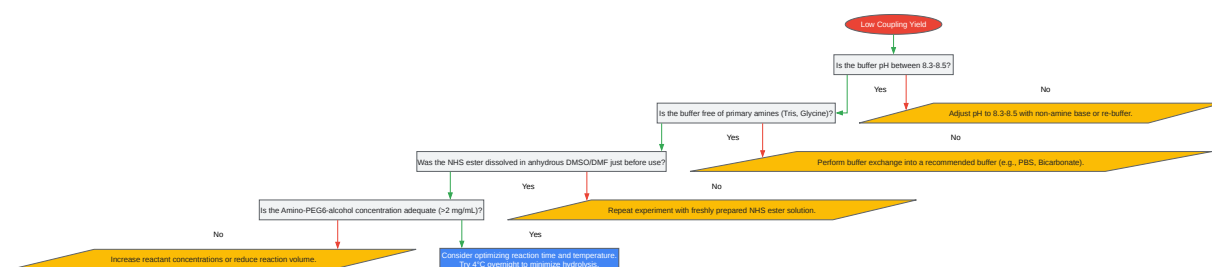 Low Coupling Yield
Is the buffer pH between 8.3-8.5?
Yes
No
Is the buffer free of primary amines (Tris, Glycine)?
Adjust pH to 8.3-8.5 with non-amine base or re-buffer.
Yes
No
Was the NHS ester dissolved in anhydrous DMSO/DMF just before use?
Perform buffer exchange into a recommended buffer (e.g., PBS, Bicarbonate).
Yes
No
Is the Amino-PEG6-alcohol concentration adequate (>2 mg/mL)?
Repeat experiment with freshly prepared NHS ester solution.
No
Yes
Increase reactant concentrations or reduce reaction volume.
Consider optimizing reaction time and temperature.
Try 4°C overnight to minimize hydrolysis.